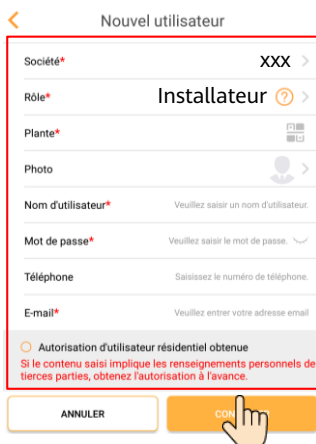 Nouvel utilisateur
Société* XXX
Rôle* Installateur ?
Plante*
Photo
Nom d'utilisateur* Veuillez saisir un nom d'utilisateur.
Mot de passe* Veuillez saisir le mot de passe.
Téléphone Saisissez le numéro de téléphone.
E-mail* Veuillez entrer votre adresse email
Autorisation d'utilisateur résidentiel obtenue
Si le contenu saisi implique les renseignements personnels de
tierces parties, obtenez l'autorisation à l'avance.
ANNULER